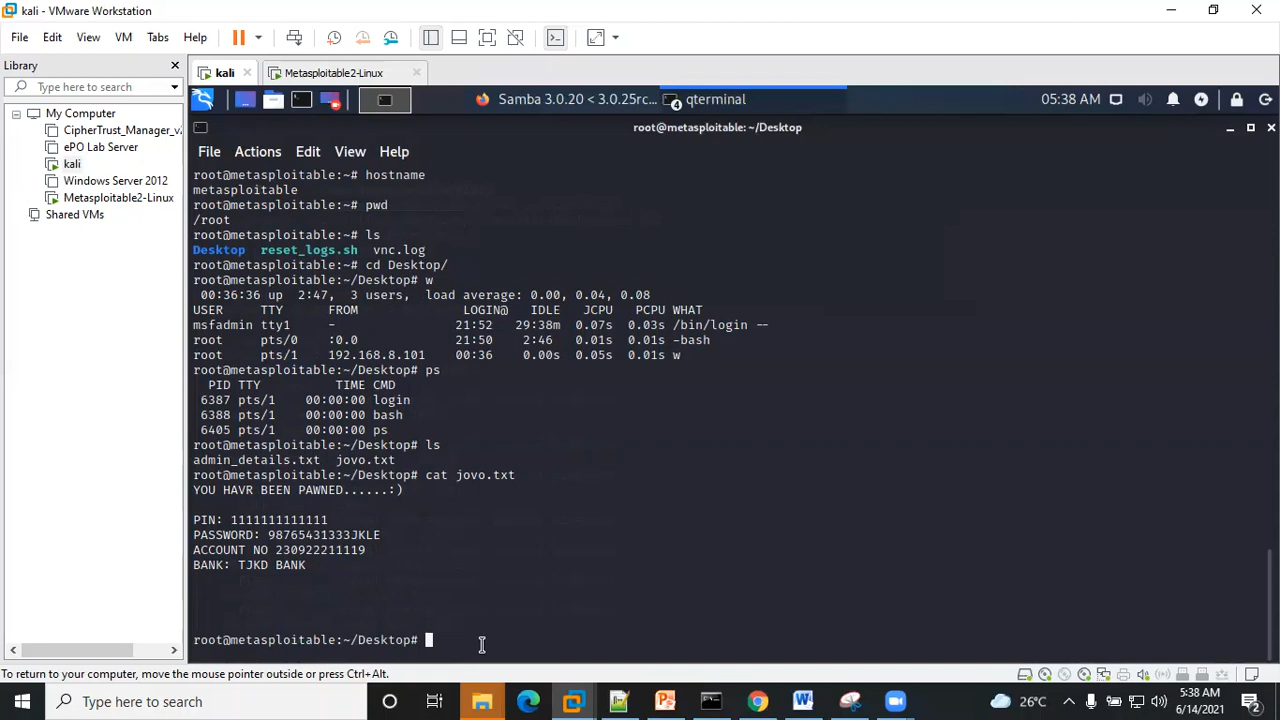 kali - VMware Workstation
File Edit View VM Tabs Help
Library
Type here to search
My Computer
CipherTrust_Manager_v
ePO Lab Server
kali
Windows Server 2012
Metasploitable2-Linux
Shared VMs
kali Metasploitable2-Linux
Samba 3.0.20 < 3.0.25rc... 4 qterminal 05:38 AM
root@metasploitable: ~/Desktop
File Actions Edit View Help
root@metasploitable:~# hostname
metasploitable
root@metasploitable:~# pwd
/root
root@metasploitable:~# ls
Desktop reset_logs.sh vnc.log
root@metasploitable:~# cd Desktop/
root@metasploitable:~/Desktop# w
00:36:36 up 2:47, 3 users, load average: 0.00, 0.04, 0.08
USER TTY FROM LOGIN@ IDLE JCPU PCPU WHAT
msfadmin tty1 - 21:52 29:38m 0.07s 0.03s /bin/login --
root pts/0 :0.0 21:50 2:46 0.01s 0.01s -bash
root pts/1 192.168.8.101 00:36 0.00s 0.05s 0.01s w
root@metasploitable:~/Desktop# ps
PID TTY TIME CMD
6387 pts/1 00:00:00 login
6388 pts/1 00:00:00 bash
6405 pts/1 00:00:00 ps
root@metasploitable:~/Desktop# ls
admin_details.txt jovo.txt
root@metasploitable:~/Desktop# cat jovo.txt
YOU HAVR BEEN PAWNED......:)
PIN: 1111111111111
PASSWORD: 98765431333JKLE
ACCOUNT NO 230922211119
BANK: TJKD BANK
root@metasploitable:~/Desktop#
To return to your computer, move the mouse pointer outside or press Ctrl+Alt.
Type here to search
26°C
5:38 AM
6/14/2021
2